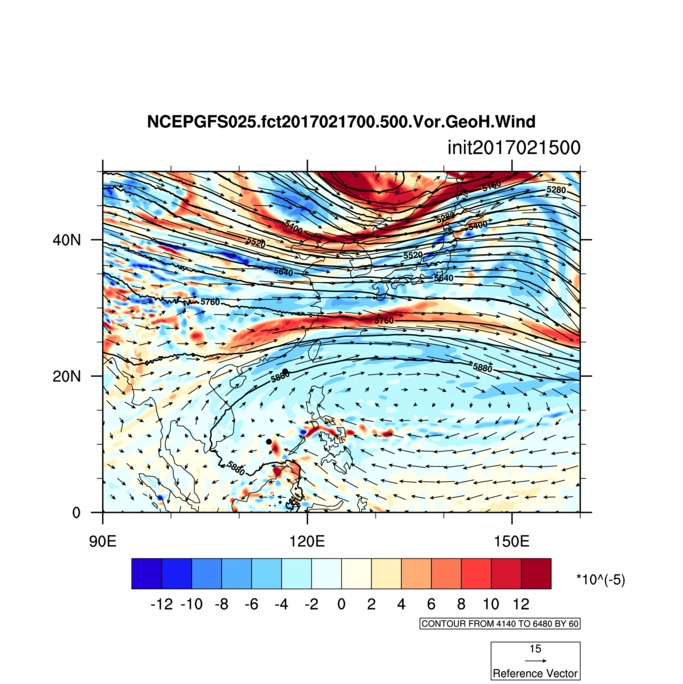 NCEPGFS025.fct2017021700.500.Vor.GeoH.Wind
init2017021500
5160
5280
5400
5280
5400
40N
5520
5520
5640
5640
5760
5760
20N
5880
5880
5880
0
90E 120E 150E
-12 -10 -8 -6 -4 -2 0 2 4 6 8 10 12
*10^(-5)
CONTOUR FROM 4140 TO 6480 BY 60
15
Reference Vector